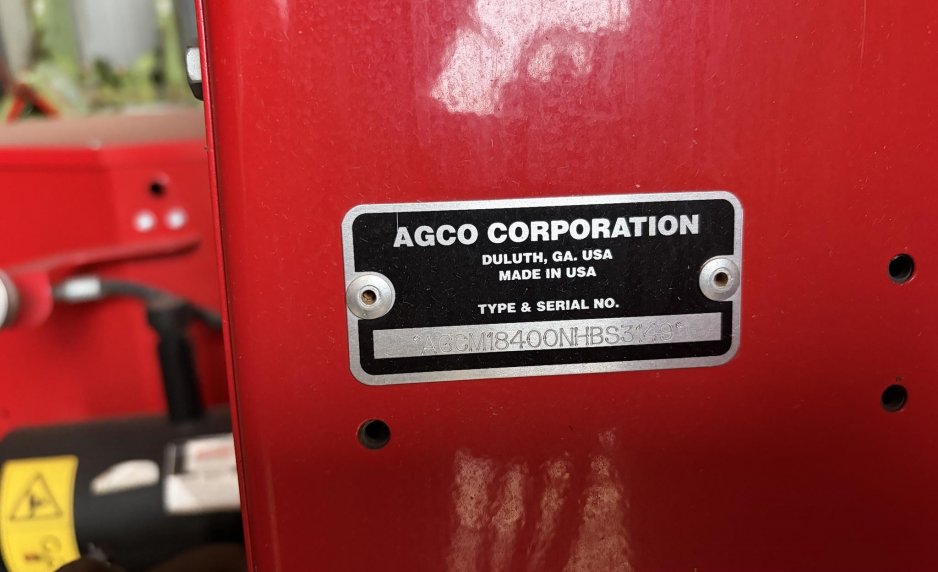 AGCO CORPORATION
DULUTH, GA. USA
MADE IN USA
TYPE & SERIAL NO.